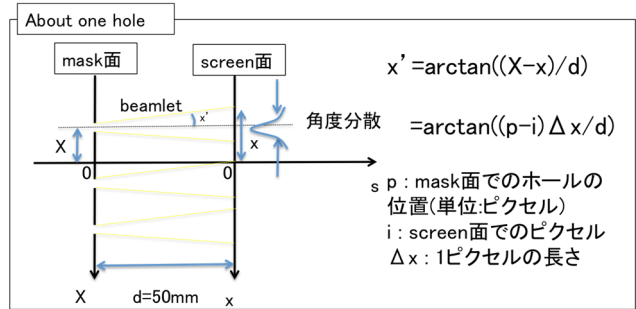 About one hole
mask面
screen面
beamlet
x'
X
x
角度分散
0
0
s
X
d=50mm
x
x'=arctan((X-x)/d)
=arctan((p-i)Δx/d)
p：mask面でのホールの
位置(単位:ピクセル)
i：screen面でのピクセル
Δx：1ピクセルの長さ